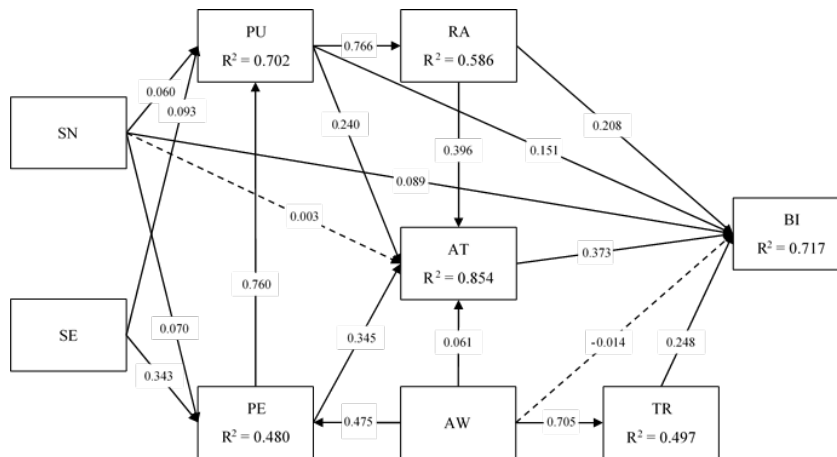 PU
R² = 0.702
0.766
RA
R² = 0.586
0.060
0.093
SN
0.240
0.396
0.151
0.208
0.089
0.003
BI
R² = 0.717
AT
R² = 0.854
0.373
0.760
SE
0.070
0.343
0.345
0.061
-0.014
0.248
PE
R² = 0.480
0.475
AW
0.705
TR
R² = 0.497